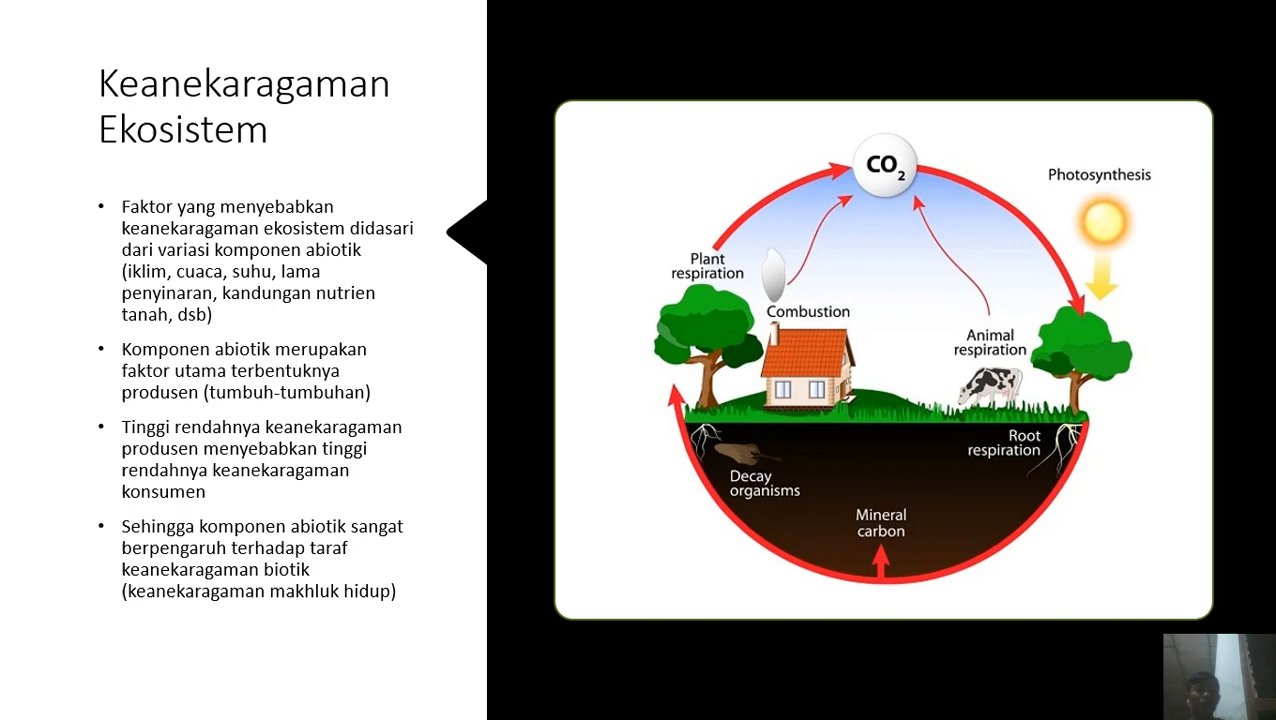 Keanekaragaman
Ekosistem
• Faktor yang menyebabkan
keanekaragaman ekosistem didasari
dari variasi komponen abiotik
(iklim, cuaca, suhu, lama
penyinaran, kandungan nutrien
tanah, dsb)
• Komponen abiotik merupakan
faktor utama terbentuknya
produsen (tumbuh-tumbuhan)
• Tinggi rendahnya keanekaragaman
produsen menyebabkan tinggi
rendahnya keanekaragaman
konsumen
• Sehingga komponen abiotik sangat
berpengaruh terhadap taraf
keanekaragaman biotik
(keanekaragaman makhluk hidup)
CO₂
Photosynthesis
Plant
respiration
Combustion
Animal
respiration
Root
respiration
Decay
organisms
Mineral
carbon